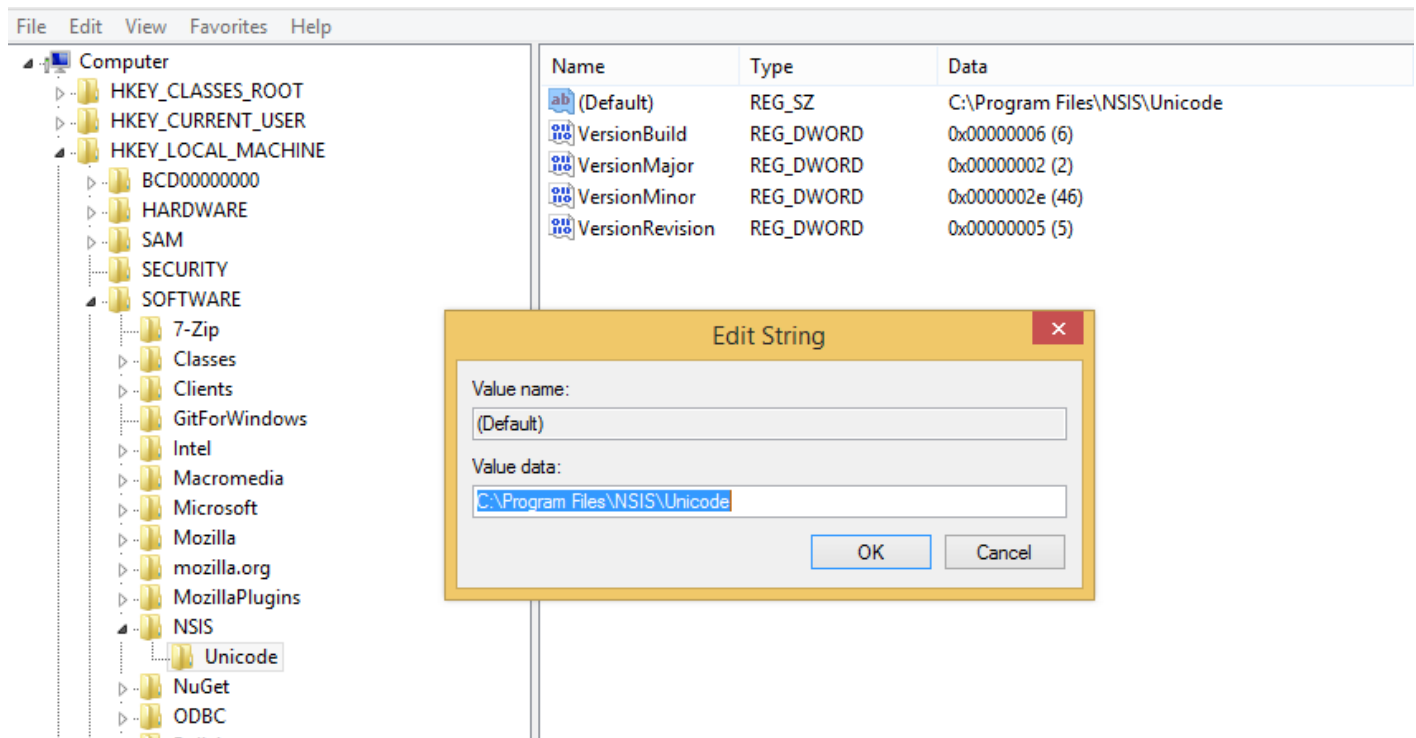 File Edit View Favorites Help
Computer
HKEY_CLASSES_ROOT
HKEY_CURRENT_USER
HKEY_LOCAL_MACHINE
BCD00000000
HARDWARE
SAM
SECURITY
SOFTWARE
7-Zip
Classes
Clients
GitForWindows
Intel
Macromedia
Microsoft
Mozilla
mozilla.org
MozillaPlugins
NSIS
Unicode
NuGet
ODBC
Name Type Data
(Default) REG_SZ C:\Program Files\NSIS\Unicode
VersionBuild REG_DWORD 0x00000006 (6)
VersionMajor REG_DWORD 0x00000002 (2)
VersionMinor REG_DWORD 0x0000002e (46)
VersionRevision REG_DWORD 0x00000005 (5)
Edit String
Value name:
(Default)
Value data:
C:\Program Files\NSIS\Unicode
OK Cancel